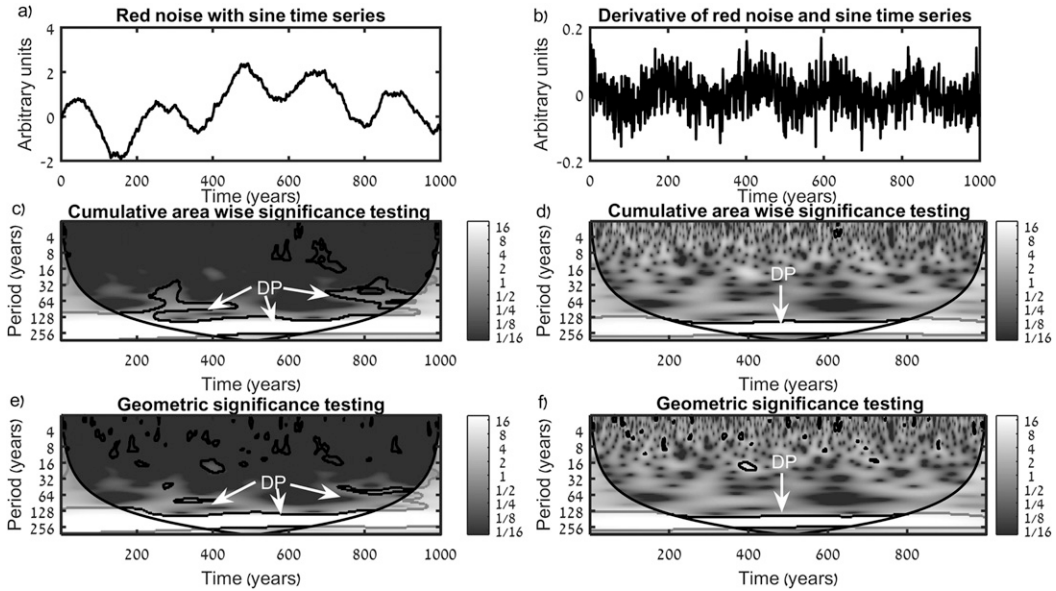 a) Red noise with sine time series
Arbitrary units
4
2
0
-2
0 200 400 600 800 1000
Time (years)
b) Derivative of red noise and sine time series
Arbitrary units
0.2
0
-0.2
0 200 400 600 800 1000
Time (years)
c) Cumulative area wise significance testing
Period (years)
4
8
16
32
64
128
256
DP
200 400 600 800 1000
Time (years)
16
8
4
2
1
1/2
1/4
1/8
1/16
d) Cumulative area wise significance testing
Period (years)
4
8
16
32
64
128
256
DP
200 400 600 800
Time (years)
16
8
4
2
1
1/2
1/4
1/8
1/16
e) Geometric significance testing
Period (years)
4
8
16
32
64
128
256
DP
200 400 600 800 1000
Time (years)
16
8
4
2
1
1/2
1/4
1/8
1/16
f) Geometric significance testing
Period (years)
4
8
16
32
64
128
256
DP
200 400 600 800
Time (years)
16
8
4
2
1
1/2
1/4
1/8
1/16